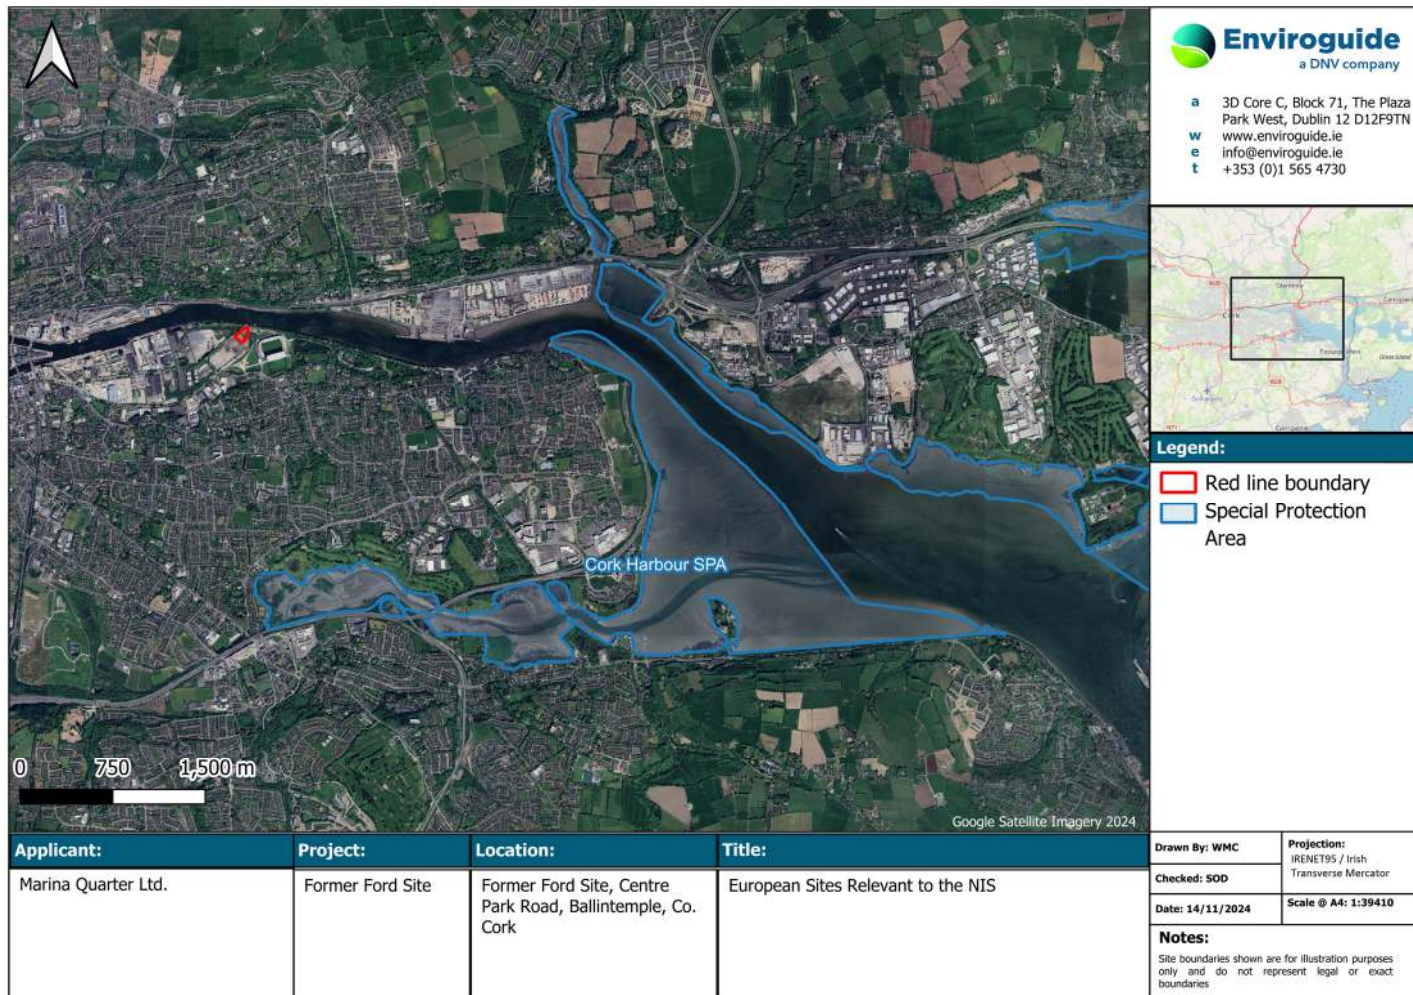 Enviroguide
a DNV company
a 3D Core C, Block 71, The Plaza
Park West, Dublin 12 D12F9TN
w www.enviroguide.ie
e info@enviroguide.ie
t +353 (0)1 565 4730
Cork
N28
Legend:
Red line boundary
Special Protection
Area
Cork Harbour SPA
0 750 1,500 m
Google Satellite Imagery 2024
Applicant:
Marina Quarter Ltd.
Project:
Former Ford Site
Location:
Former Ford Site, Centre
Park Road, Ballintemple, Co.
Cork
Title:
European Sites Relevant to the NIS
Drawn By: WMC
Checked: SOD
Date: 14/11/2024
Projection:
IRENET95 / Irish
Transverse Mercator
Scale @ A4: 1:39410
Notes:
Site boundaries shown are for illustration purposes
only and do not represent legal or exact
boundaries